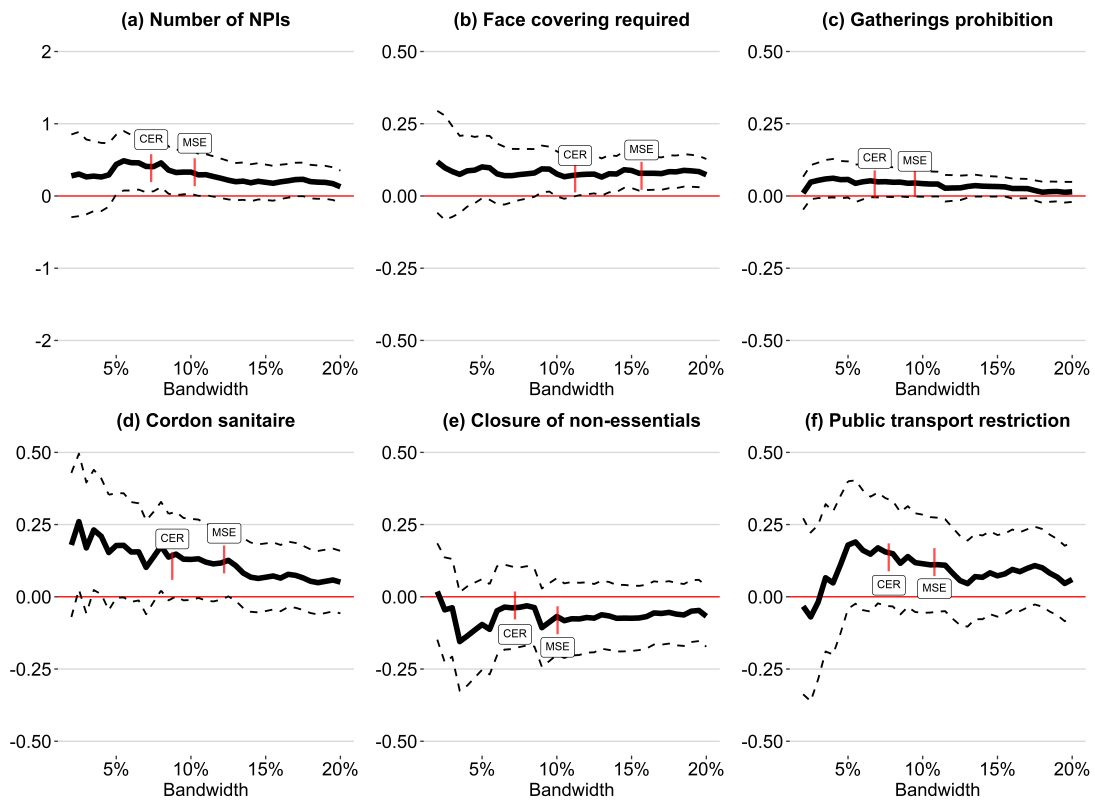 (a) Number of NPIs
2
1
0
-1
-2
CER
MSE
5% 10% 15% 20%
Bandwidth
(b) Face covering required
0.50
0.25
0.00
-0.25
-0.50
CER
MSE
5% 10% 15% 20%
Bandwidth
(c) Gatherings prohibition
0.50
0.25
0.00
-0.25
-0.50
CER
MSE
5% 10% 15% 20%
Bandwidth
(d) Cordon sanitaire
0.50
0.25
0.00
-0.25
-0.50
CER
MSE
5% 10% 15% 20%
Bandwidth
(e) Closure of non-essentials
0.50
0.25
0.00
-0.25
-0.50
CER
MSE
5% 10% 15% 20%
Bandwidth
(f) Public transport restriction
0.50
0.25
0.00
-0.25
-0.50
CER
MSE
5% 10% 15% 20%
Bandwidth